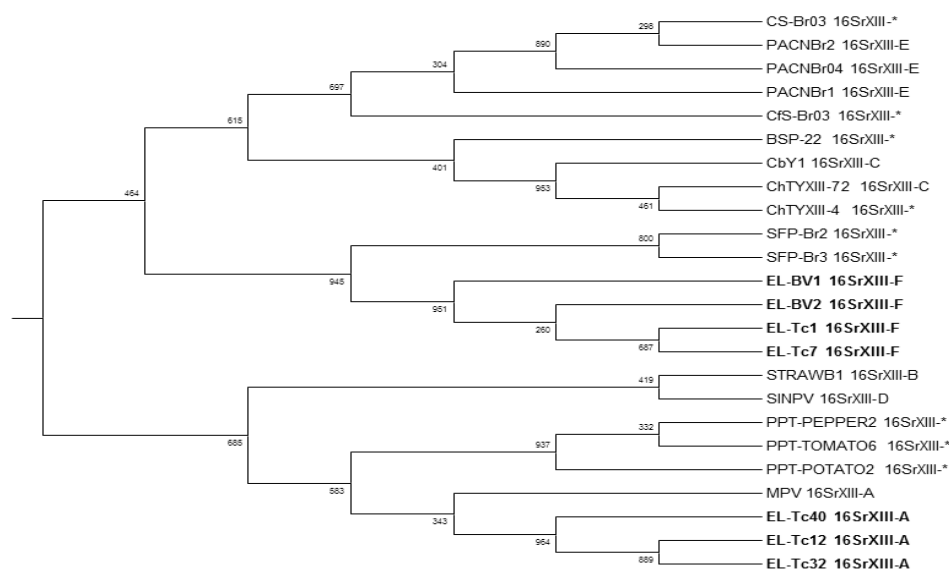 CS-Br03 16SrXIII-*
298
PACNBr2 16SrXIII-E
890
PACNBr04 16SrXIII-E
304
PACNBr1 16SrXIII-E
697
CfS-Br03 16SrXIII-*
615
BSP-22 16SrXIII-*
401
CbY1 16SrXIII-C
953
ChTYXIII-72 16SrXIII-C
461
ChTYXIII-4 16SrXIII-*
464
SFP-Br2 16SrXIII-*
800
SFP-Br3 16SrXIII-*
945
EL-BV1 16SrXIII-F
951
EL-BV2 16SrXIII-F
260
EL-Tc1 16SrXIII-F
687
EL-Tc7 16SrXIII-F
STRAWB1 16SrXIII-B
419
SINPV 16SrXIII-D
685
PPT-PEPPER2 16SrXIII-*
332
PPT-TOMATO6 16SrXIII-*
937
PPT-POTATO2 16SrXIII-*
583
MPV 16SrXIII-A
343
EL-Tc40 16SrXIII-A
964
EL-Tc12 16SrXIII-A
889
EL-Tc32 16SrXIII-A